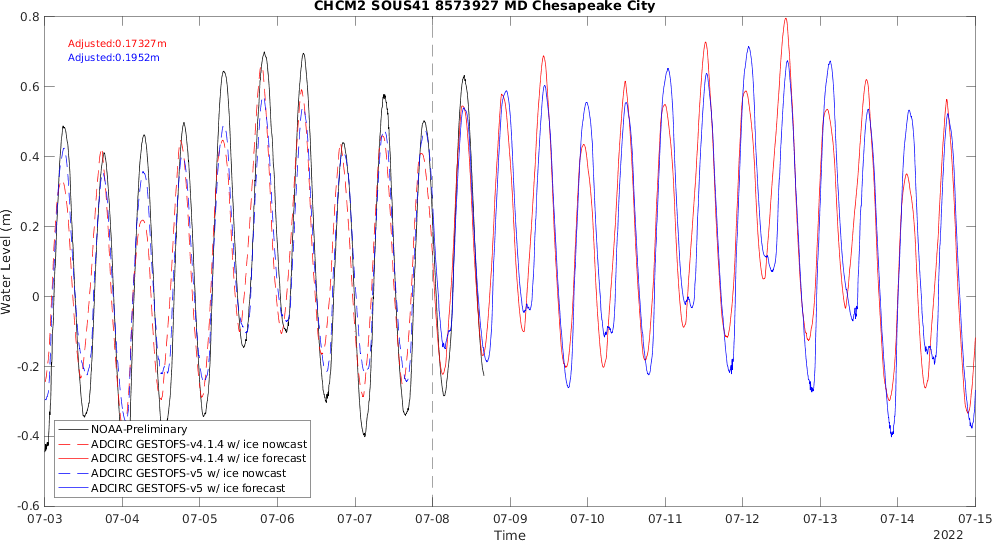 CHCM2 SOUS41 8573927 MD Chesapeake City
Adjusted:0.17327m
Adjusted:0.1952m
Water Level (m)
0.8
0.6
0.4
0.2
0
-0.2
-0.4
-0.6
NOAA-Preliminary
ADCIRC GESTOFS-v4.1.4 w/ ice nowcast
ADCIRC GESTOFS-v4.1.4 w/ ice forecast
ADCIRC GESTOFS-v5 w/ ice nowcast
ADCIRC GESTOFS-v5 w/ ice forecast
07-03 07-04 07-05 07-06 07-07 07-08 07-09 07-10 07-11 07-12 07-13 07-14 07-15
Time
2022